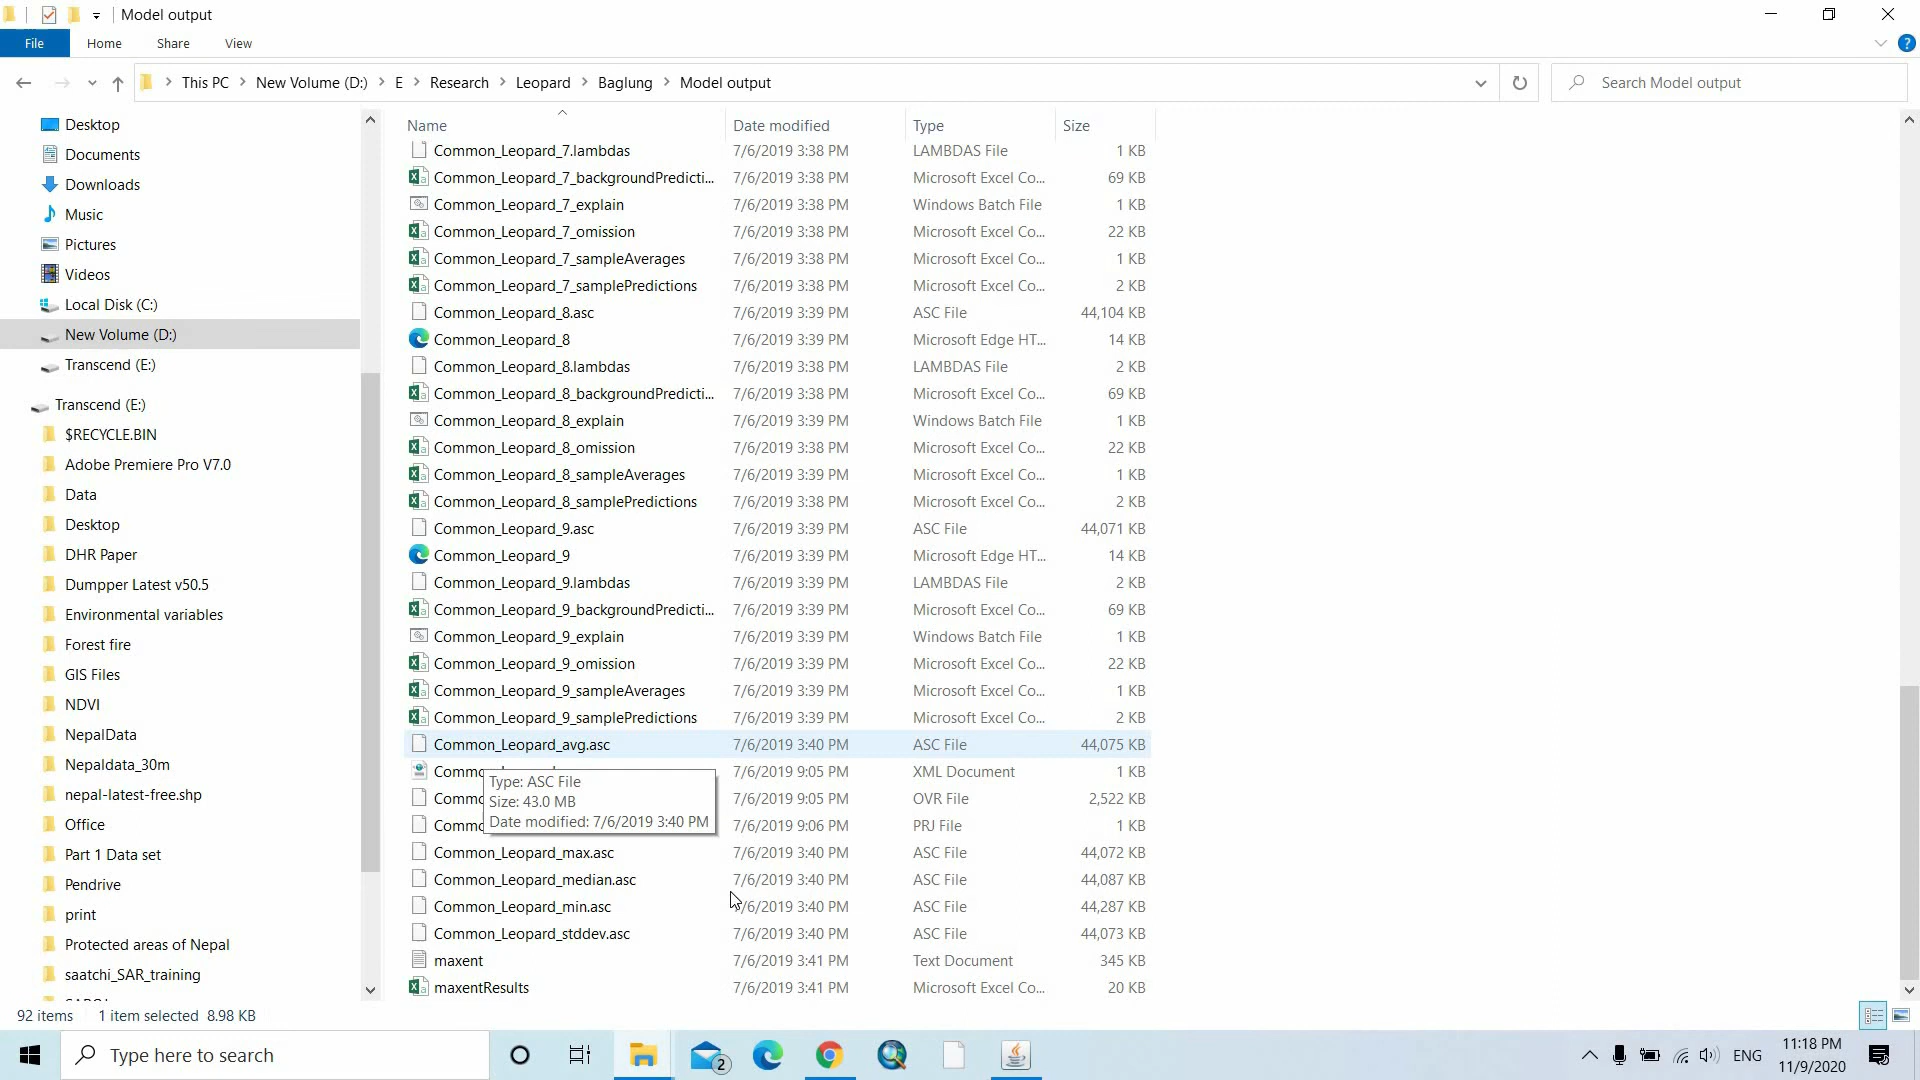 Model output
File Home Share View
This PC New Volume (D:) E Research Leopard Baglung Model output
Search Model output
Desktop
Documents
Downloads
Music
Pictures
Videos
Local Disk (C:)
New Volume (D:)
Transcend (E:)
Transcend (E:)
$RECYCLE.BIN
Adobe Premiere Pro V7.0
Data
Desktop
DHR Paper
Dumpper Latest v50.5
Environmental variables
Forest fire
GIS Files
NDVI
NepalData
Nepaldata_30m
nepal-latest-free.shp
Office
Part 1 Data set
Pendrive
print
Protected areas of Nepal
saatchi_SAR_training
Name Date modified Type Size
Common_Leopard_7.lambdas 7/6/2019 3:38 PM LAMBDAS File 1 KB
Common_Leopard_7_backgroundPredicti... 7/6/2019 3:38 PM Microsoft Excel Co... 69 KB
Common_Leopard_7_explain 7/6/2019 3:38 PM Windows Batch File 1 KB
Common_Leopard_7_omission 7/6/2019 3:38 PM Microsoft Excel Co... 22 KB
Common_Leopard_7_sampleAverages 7/6/2019 3:38 PM Microsoft Excel Co... 1 KB
Common_Leopard_7_samplePredictions 7/6/2019 3:38 PM Microsoft Excel Co... 2 KB
Common_Leopard_8.asc 7/6/2019 3:39 PM ASC File 44,104 KB
Common_Leopard_8 7/6/2019 3:39 PM Microsoft Edge HT... 14 KB
Common_Leopard_8.lambdas 7/6/2019 3:39 PM LAMBDAS File 2 KB
Common_Leopard_8_backgroundPredicti... 7/6/2019 3:39 PM Microsoft Excel Co... 69 KB
Common_Leopard_8_explain 7/6/2019 3:39 PM Windows Batch File 1 KB
Common_Leopard_8_omission 7/6/2019 3:38 PM Microsoft Excel Co... 22 KB
Common_Leopard_8_sampleAverages 7/6/2019 3:39 PM Microsoft Excel Co... 1 KB
Common_Leopard_8_samplePredictions 7/6/2019 3:38 PM Microsoft Excel Co... 2 KB
Common_Leopard_9.asc 7/6/2019 3:39 PM ASC File 44,071 KB
Common_Leopard_9 7/6/2019 3:39 PM Microsoft Edge HT... 14 KB
Common_Leopard_9.lambdas 7/6/2019 3:39 PM LAMBDAS File 2 KB
Common_Leopard_9_backgroundPredicti... 7/6/2019 3:39 PM Microsoft Excel Co... 69 KB
Common_Leopard_9_explain 7/6/2019 3:39 PM Windows Batch File 1 KB
Common_Leopard_9_omission 7/6/2019 3:39 PM Microsoft Excel Co... 22 KB
Common_Leopard_9_sampleAverages 7/6/2019 3:39 PM Microsoft Excel Co... 1 KB
Common_Leopard_9_samplePredictions 7/6/2019 3:39 PM Microsoft Excel Co... 2 KB
Common_Leopard_avg.asc 7/6/2019 3:40 PM ASC File 44,075 KB
7/6/2019 9:05 PM XML Document 1 KB
7/6/2019 9:05 PM OVR File 2,522 KB
7/6/2019 9:06 PM PRJ File 1 KB
Type: ASC File
Size: 43.0 MB
Date modified: 7/6/2019 3:40 PM
Common_Leopard_max.asc 7/6/2019 3:40 PM ASC File 44,072 KB
Common_Leopard_median.asc 7/6/2019 3:40 PM ASC File 44,087 KB
Common_Leopard_min.asc 7/6/2019 3:40 PM ASC File 44,287 KB
Common_Leopard_stddev.asc 7/6/2019 3:40 PM ASC File 44,073 KB
maxent 7/6/2019 3:41 PM Text Document 345 KB
maxentResults 7/6/2019 3:41 PM Microsoft Excel Co... 20 KB
92 items 1 item selected 8.98 KB
Type here to search
2
ENG
11:18 PM
11/9/2020